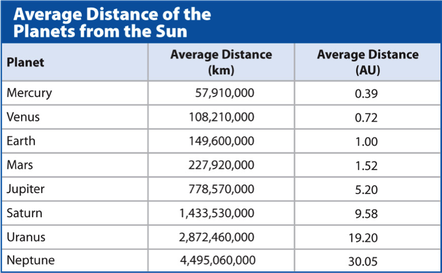 Average Distance of the
Planets from the Sun
Planet Average Distance (km) Average Distance (AU)
Mercury 57,910,000 0.39
Venus 108,210,000 0.72
Earth 149,600,000 1.00
Mars 227,920,000 1.52
Jupiter 778,570,000 5.20
Saturn 1,433,530,000 9.58
Uranus 2,872,460,000 19.20
Neptune 4,495,060,000 30.05